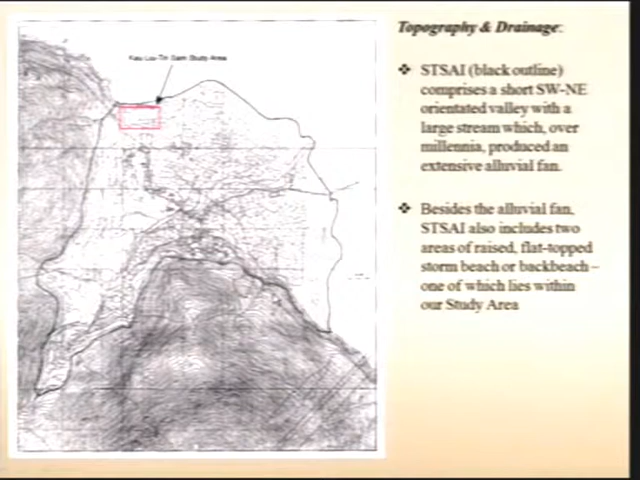 Kau Lui-Tin Sam Study Area
Topography & Drainage:
❖ STSAI (black outline)
comprises a short SW-NE
orientated valley with a
large stream which, over
millennia, produced an
extensive alluvial fan.
❖ Besides the alluvial fan,
STSAI also includes two
areas of raised, flat-topped
storm beach or backbeach –
one of which lies within
our Study Area